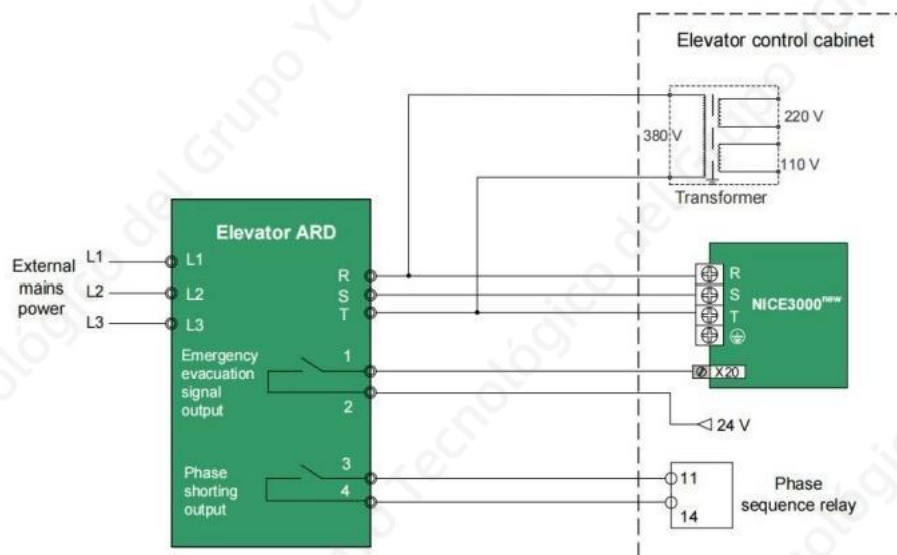 Elevator control cabinet
380 V
220 V
110 V
Transformer
Elevator ARD
External
mains
power
L1
L2
L3
L1
L2
L3
R
S
T
R
S
T
NICE3000new
Emergency
evacuation
signal
output
1
2
X20
24 V
Phase
shorting
output
3
4
11
14
Phase
sequence relay